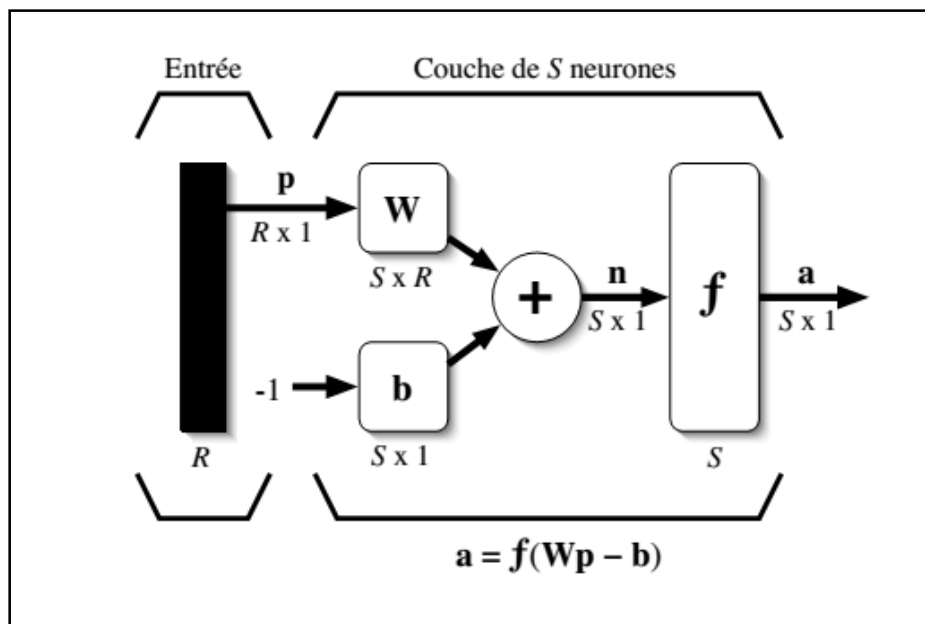 Entrée
Couche de S neurones
p
R x 1
W
S x R
+
n
S x 1
f
a
S x 1
-1
b
S x 1
R
S
a = f(Wp – b)